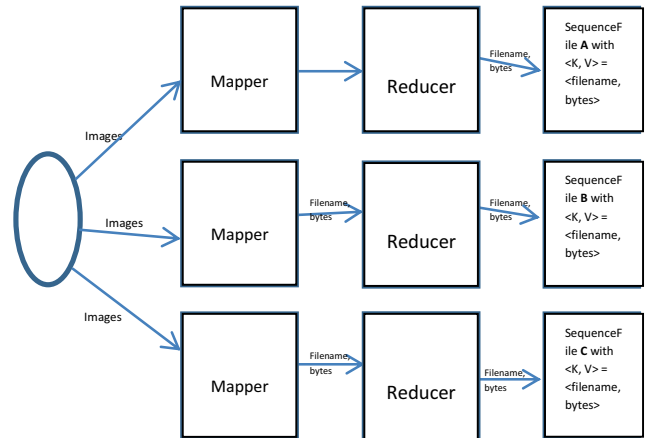 Images
Mapper
Reducer
Filename,
bytes
SequenceF
ile A with
<K, V> =
<filename,
bytes>
Images
Mapper
Filename,
bytes
Reducer
Filename,
bytes
SequenceF
ile B with
<K, V> =
<filename,
bytes>
Images
Mapper
Filename,
bytes
Reducer
Filename,
bytes
SequenceF
ile C with
<K, V> =
<filename,
bytes>